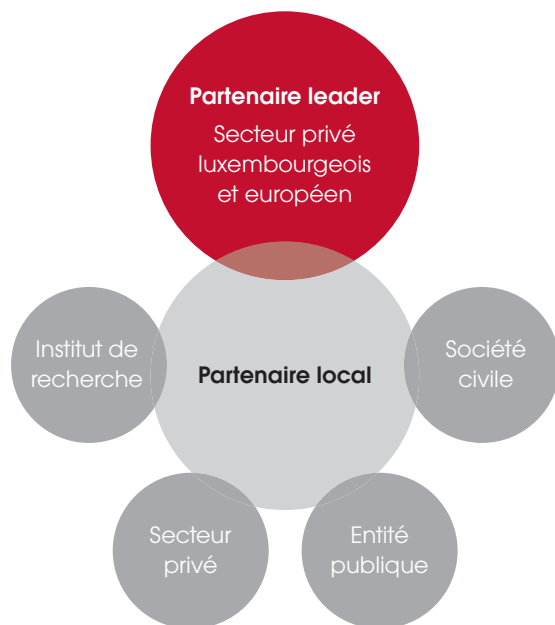 Partenaire leader
Secteur privé
luxembourgeois
et européen
Institut de
recherche
Partenaire local
Société
civile
Secteur
privé
Entité
publique